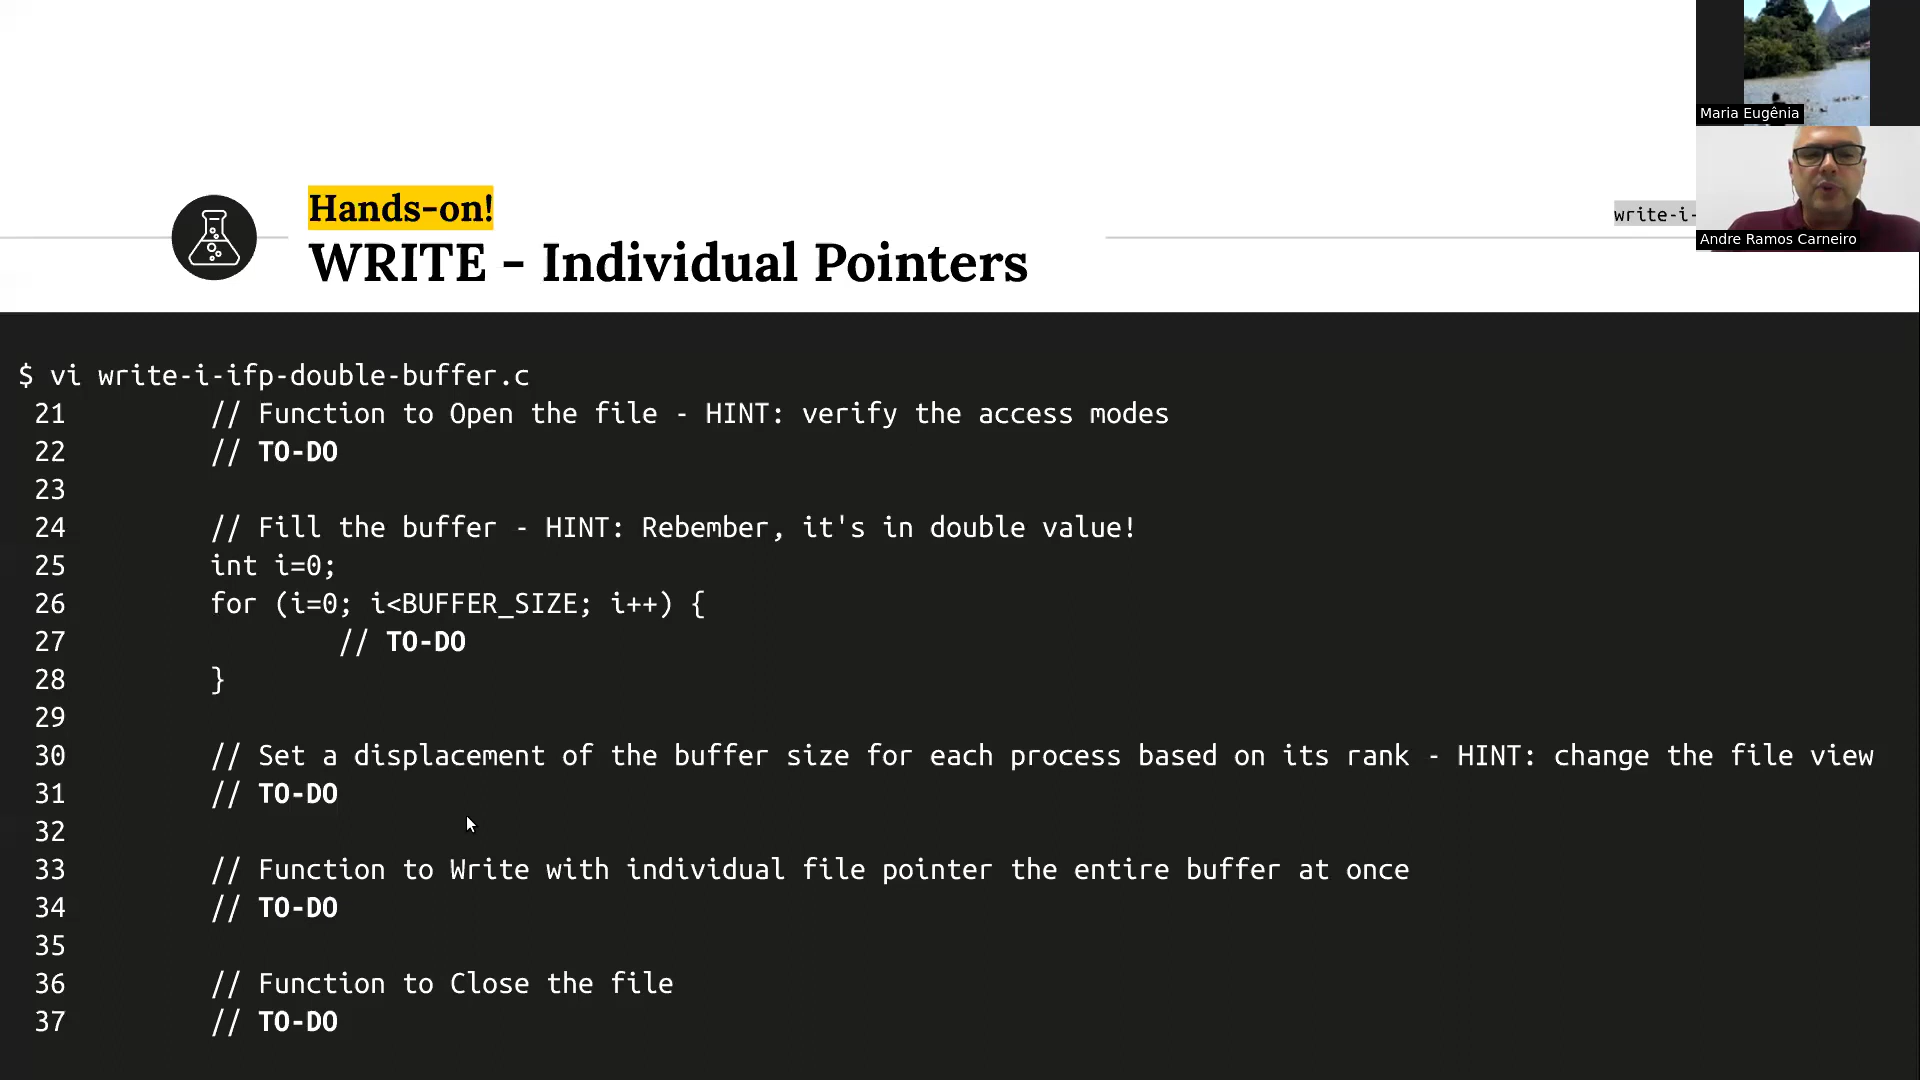 Maria Eugênia
Hands-on!
write-i-
Andre Ramos Carneiro
WRITE - Individual Pointers
$ vi write-i-ifp-double-buffer.c
21 // Function to Open the file - HINT: verify the access modes
22 // TO-DO
23
24 // Fill the buffer - HINT: Rebember, it's in double value!
25 int i=0;
26 for (i=0; i<BUFFER_SIZE; i++) {
27 // TO-DO
28 }
29
30 // Set a displacement of the buffer size for each process based on its rank - HINT: change the file view
31 // TO-DO
32
33 // Function to Write with individual file pointer the entire buffer at once
34 // TO-DO
35
36 // Function to Close the file
37 // TO-DO